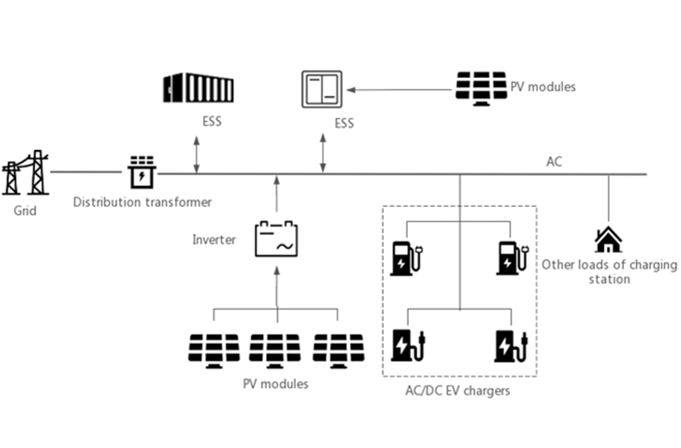 PV modules
ESS
ESS
AC
Grid
Distribution transformer
Inverter
Other loads of charging
station
PV modules
AC/DC EV chargers